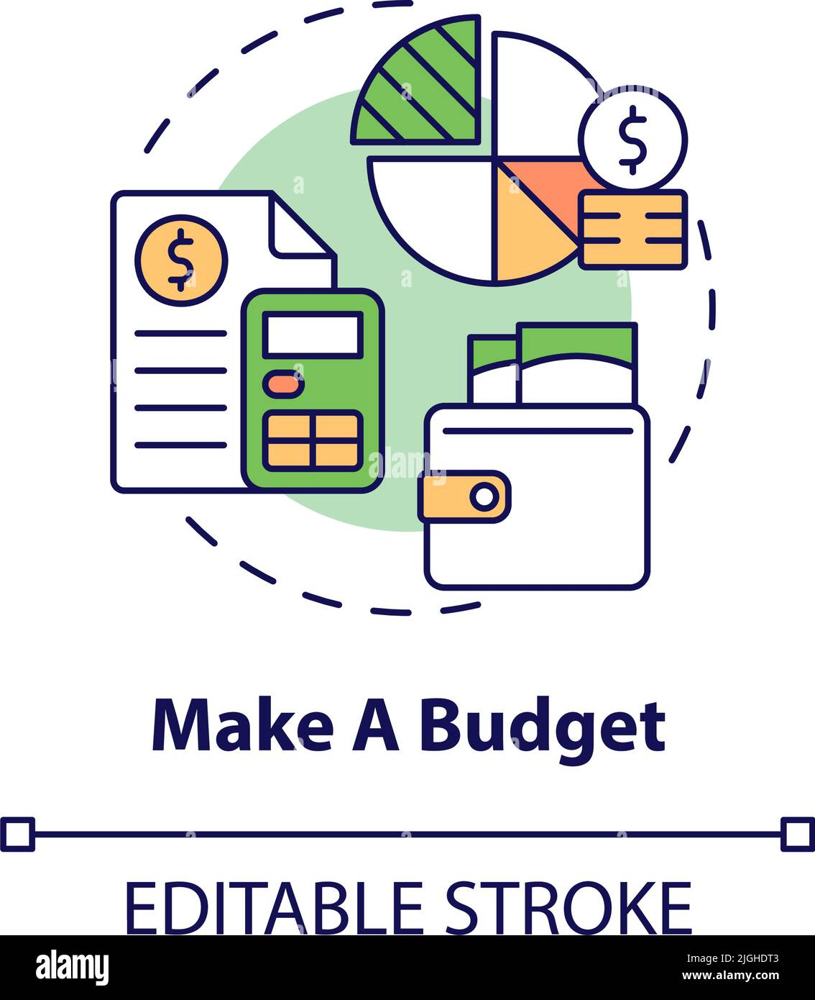 $
$
Make A Budget
EDITABLE STROKE
alamy
Image ID: 2JGHDT3
www.alamy.com